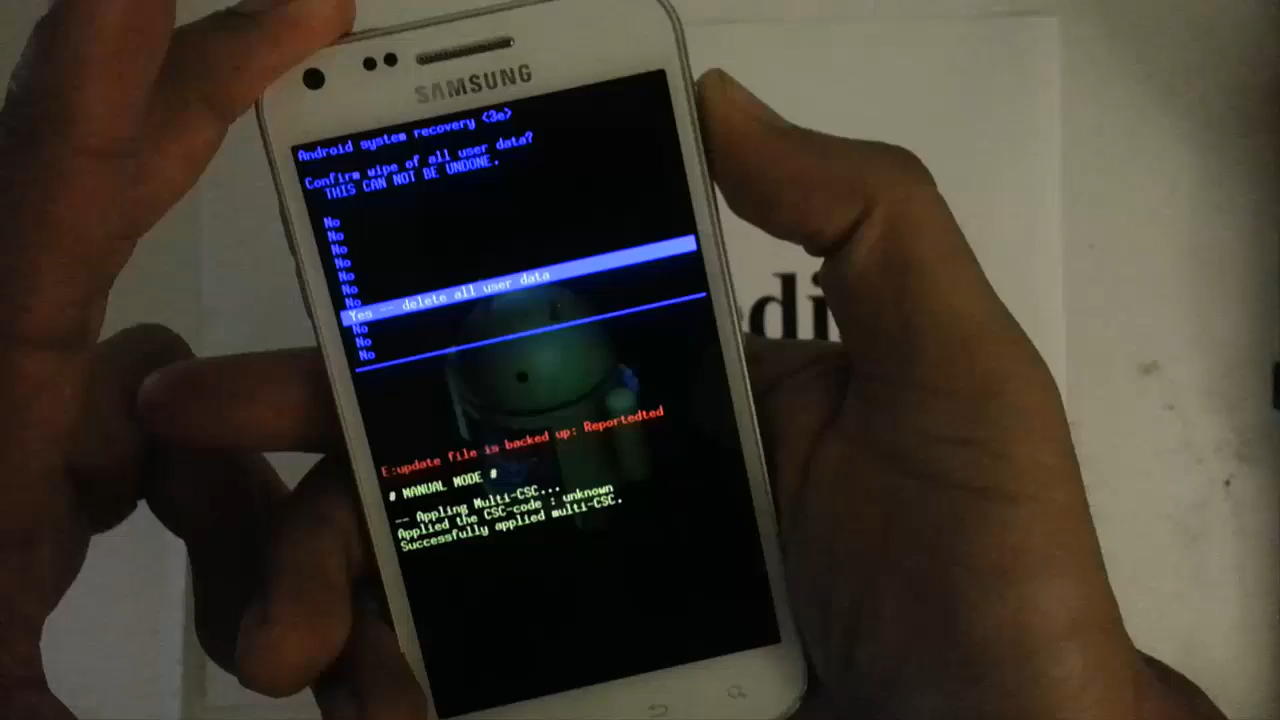 SAMSUNG
Android system recovery <3e>
Confirm wipe of all user data?
THIS CAN NOT BE UNDONE.
No
No
No
No
No
No
No
Yes -- delete all user data
No
No
No
E:update file is backed up: Reportedted
# MANUAL MODE #
-- Appling Multi-CSC...
Applied the CSC-code : unknown
Successfully applied multi-CSC.
edi